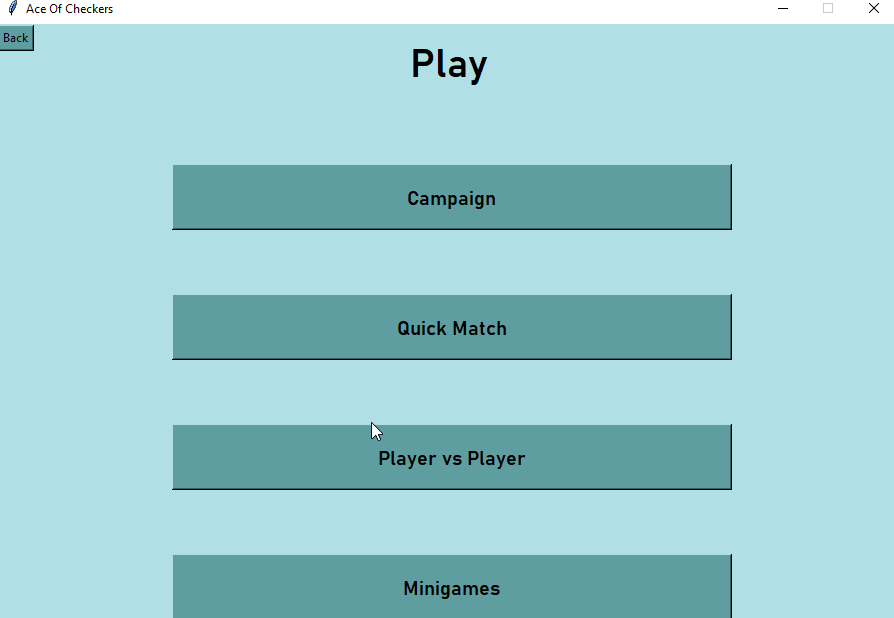 Ace Of Checkers
Back
Play
Campaign
Quick Match
Player vs Player
Minigames